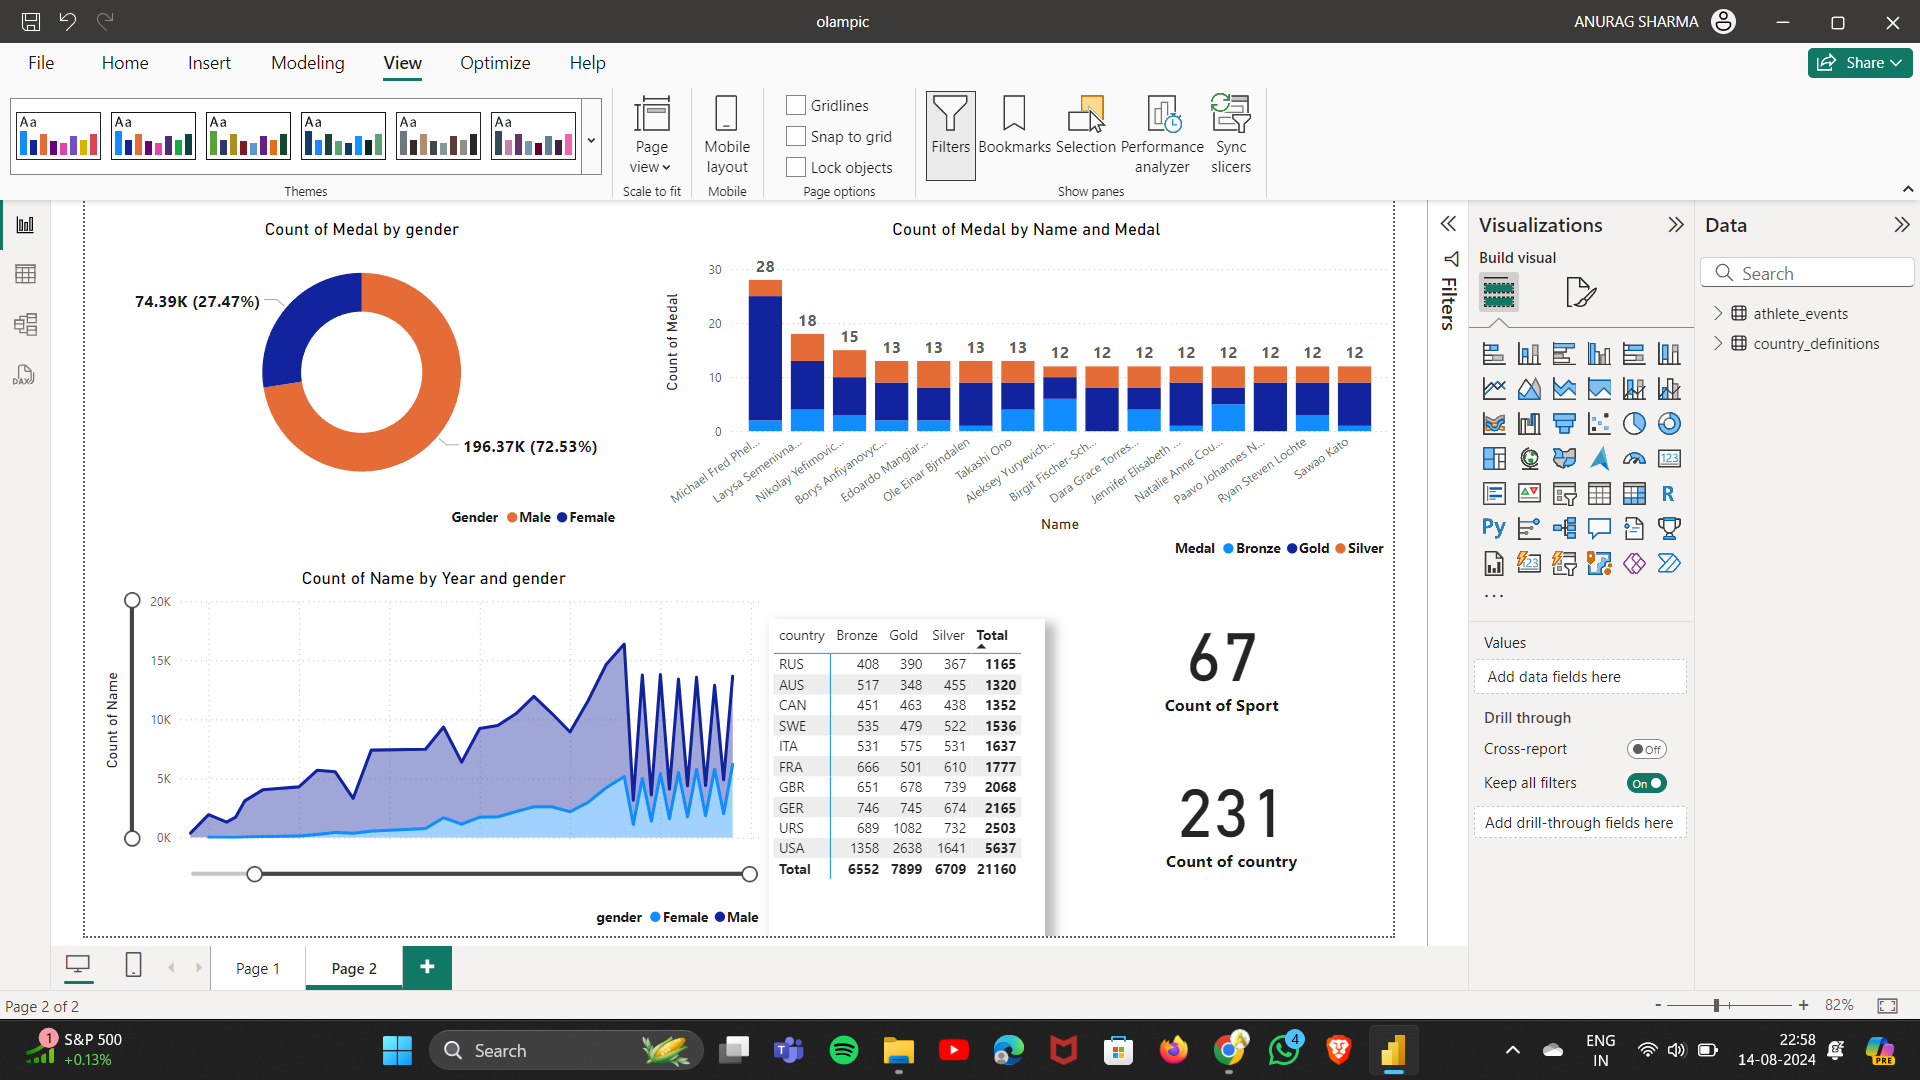 olampic
ANURAG SHARMA
File Home Insert Modeling View Optimize Help
Share
Aa Aa Aa Aa Aa Aa
Themes
Page view
Scale to fit
Mobile layout
Mobile
Gridlines
Snap to grid
Lock objects
Page options
Filters Bookmarks Selection Performance analyzer Sync slicers
Show panes
Count of Medal by gender
74.39K (27.47%)
196.37K (72.53%)
Gender Male Female
Count of Medal by Name and Medal
Count of Medal
30
20
10
0
28 18 15 13 13 13 13 12 12 12 12 12 12 12 12
Michael Fred Phel...
Larysa Semenivna...
Nikolay Yefimovic...
Borys Anfiyanovyc...
Edoardo Mangiar...
Ole Einar Bjrndalen
Takashi Ono
Aleksey Yuryevich...
Birgit Fischer-Sch...
Dara Grace Torres...
Jennifer Elisabeth ...
Natalie Anne Cou...
Paavo Johannes N...
Ryan Steven Lochte
Sawao Kato
Name
Medal Bronze Gold Silver
Count of Name by Year and gender
Count of Name
20K
15K
10K
5K
0K
gender Female Male
country Bronze Gold Silver Total
RUS 408 390 367 1165
AUS 517 348 455 1320
CAN 451 463 438 1352
SWE 535 479 522 1536
ITA 531 575 531 1637
FRA 666 501 610 1777
GBR 651 678 739 2068
GER 746 745 674 2165
URS 689 1082 732 2503
USA 1358 2638 1641 5637
Total 6552 7899 6709 21160
67
Count of Sport
231
Count of country
Filters
Visualizations
Build visual
123
R
Py
123
...
Values
Add data fields here
Drill through
Cross-report Off
Keep all filters On
Add drill-through fields here
Data
Search
athlete_events
country_definitions
DAX
Page 1 Page 2 +
Page 2 of 2
- + 82%
1
S&P 500
+0.13%
Search
4
ENG
IN
22:58
14-08-2024
PRE